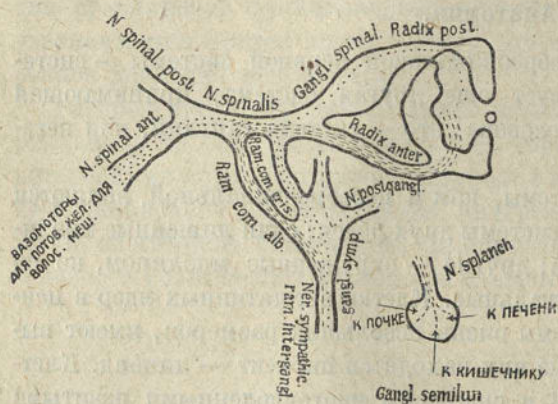 N spinal post.
N. Spinalis
Gangl. spinal.
Radix post.
N. spinal. ant.
Radix anter
Ram. com. gris
Ram com. alb
N. postgangl.
gangl. symp
Ner. sympathic.
ram. intergangl.
ВАЗОМОТОРЫ
ДЛЯ ПОТОВ. ЖЕЛ. ДЛЯ
ВОЛОС. МЕШ.
N. splanch
К ПОЧКЕ
К ПЕЧЕНИ
К КИШЕЧНИКУ
Gangl. semilun